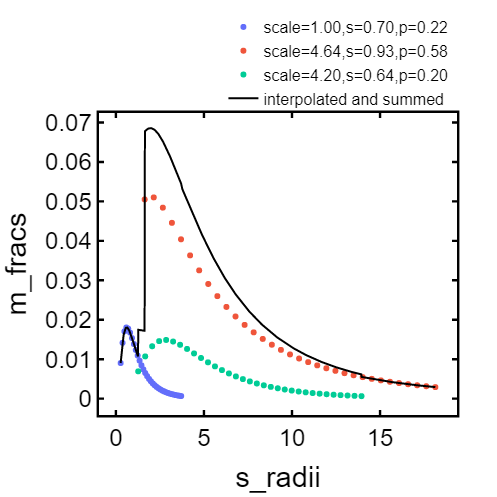 scale=1.00,s=0.70,p=0.22
scale=4.64,s=0.93,p=0.58
scale=4.20,s=0.64,p=0.20
interpolated and summed
0.07
0.06
0.05
0.04
0.03
0.02
0.01
0
m_fracs
0 5 10 15
s_radii